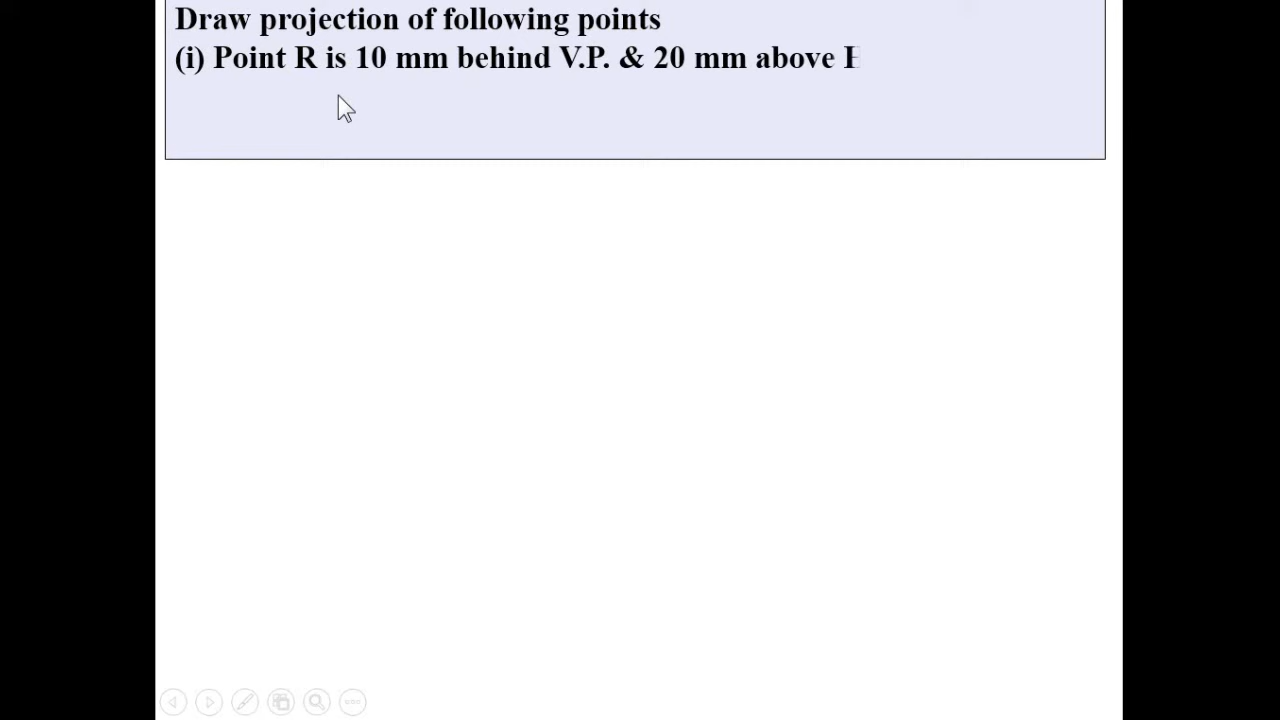 Draw projection of following points
(i) Point R is 10 mm behind V.P. & 20 mm above